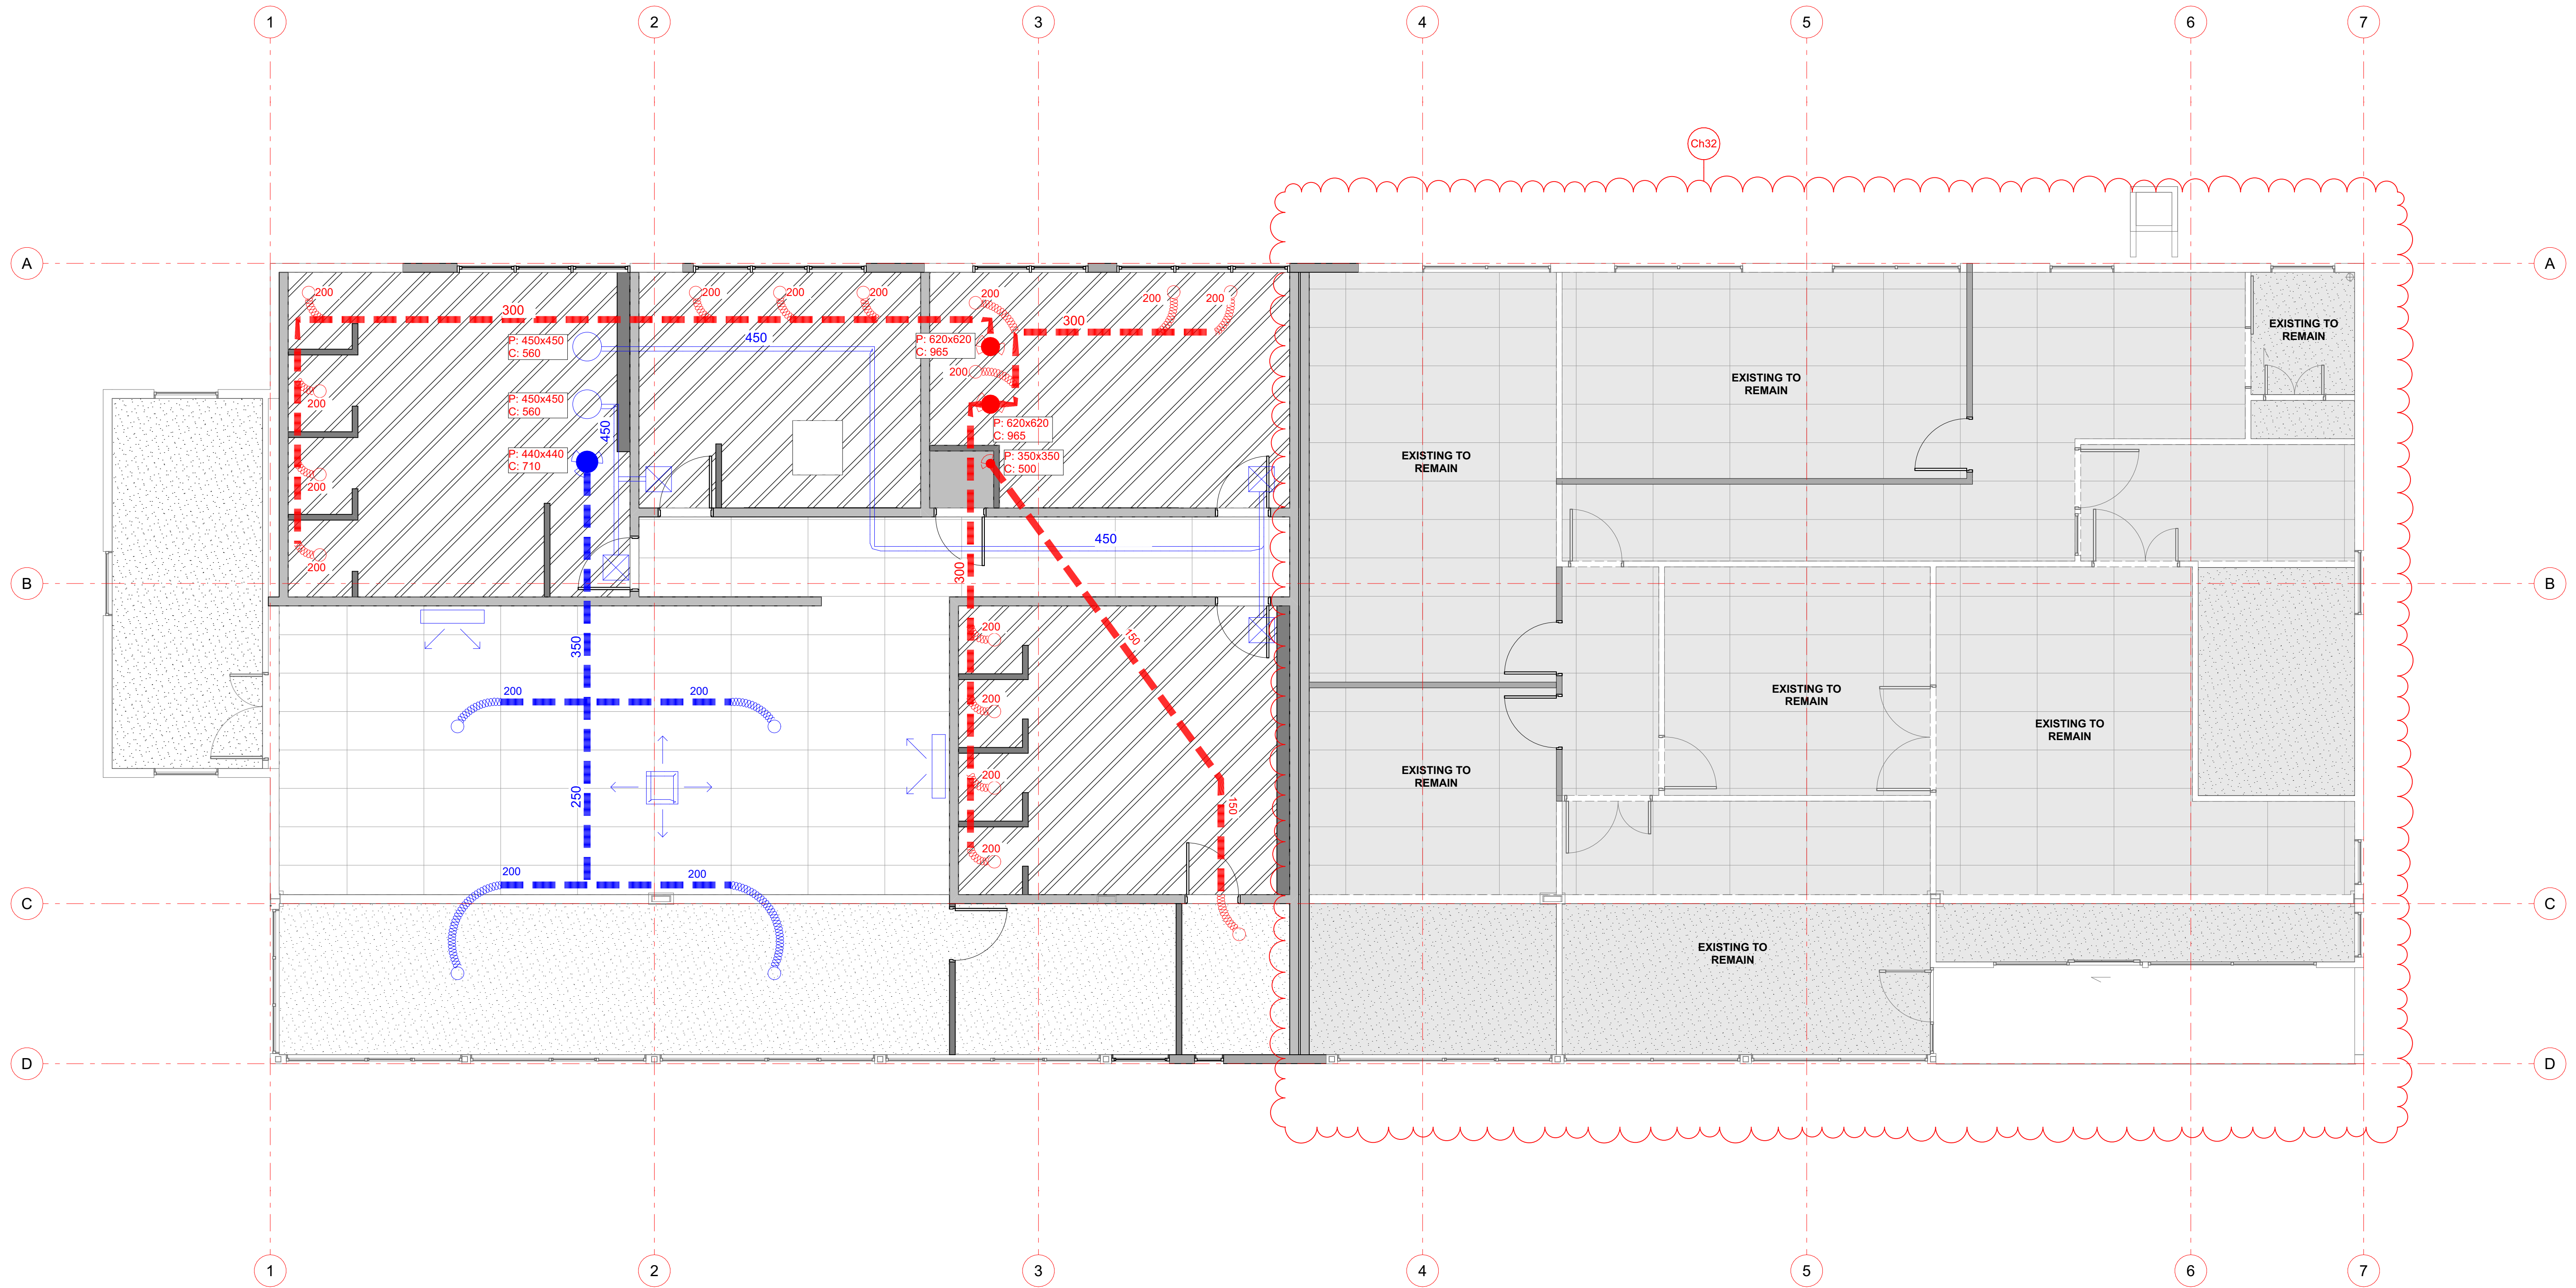 1 2 3 4 5 6 7
Ch32
A A
200 200 200 200 200 200 200
300 300
EXISTING TO
REMAIN
450
P: 450x450
C: 560
P: 620x620
C: 965
200
EXISTING TO
REMAIN
P: 450x450
C: 560
200
450
P: 620x620
C: 965
P: 440x440
C: 710
P: 350x350
C: 500
EXISTING TO
REMAIN
200
450
200
300
B B
350
200
150
200 200
200
EXISTING TO
REMAIN
EXISTING TO
REMAIN
250
200
150
EXISTING TO
REMAIN
200
200 200
C C
EXISTING TO
REMAIN
D D
1 2 3 4 5 6 7